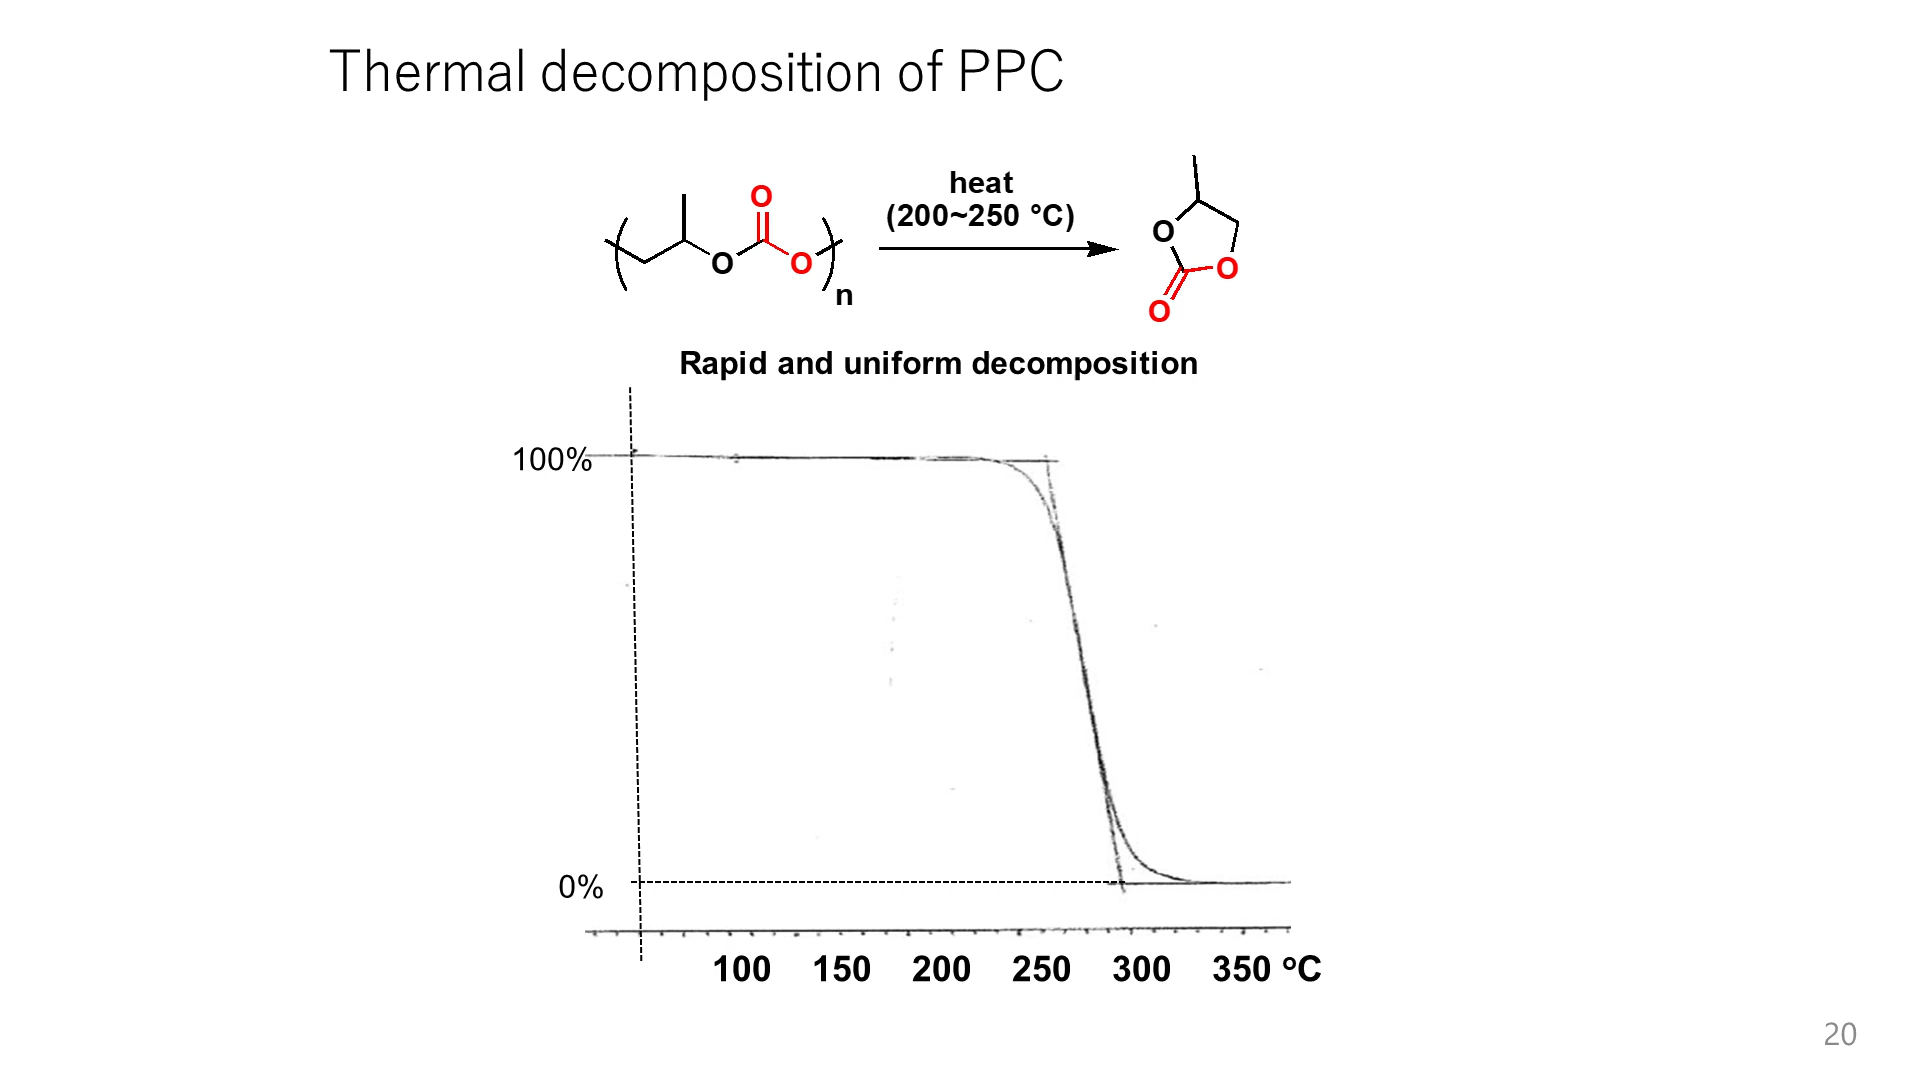 Thermal decomposition of PPC
heat
(200~250 °C)
O
O
O
n
O
O
O
Rapid and uniform decomposition
100%
0%
100 150 200 250 300 350 °C
20